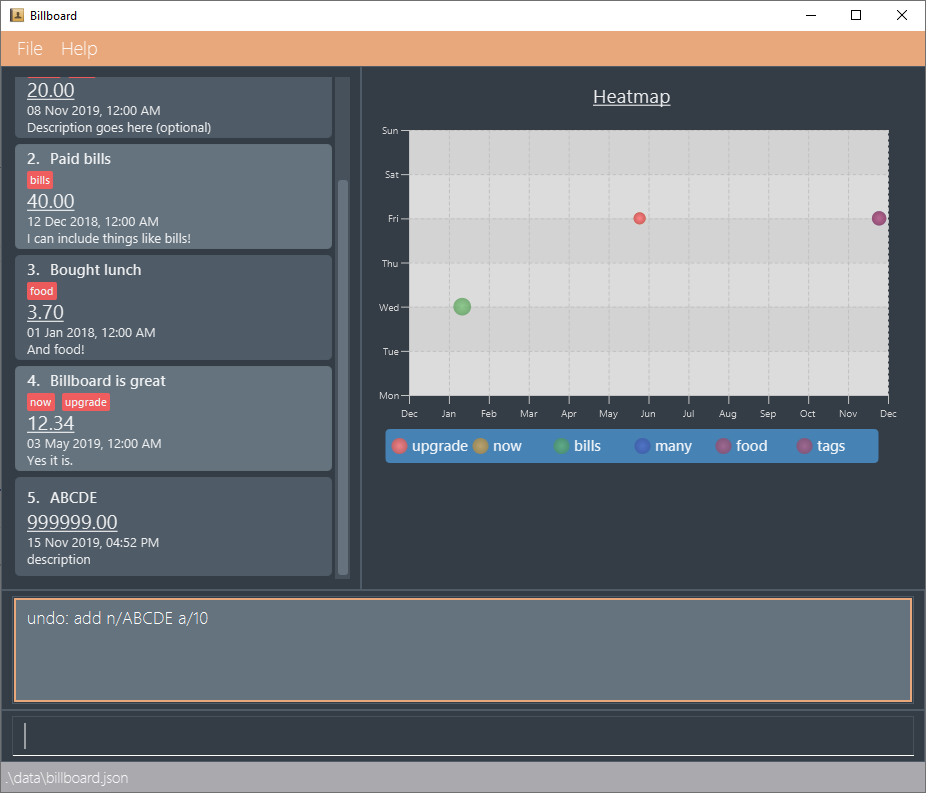 Billboard
File Help
20.00
08 Nov 2019, 12:00 AM
Description goes here (optional)
2. Paid bills
bills
40.00
12 Dec 2018, 12:00 AM
I can include things like bills!
3. Bought lunch
food
3.70
01 Jan 2018, 12:00 AM
And food!
4. Billboard is great
now upgrade
12.34
03 May 2019, 12:00 AM
Yes it is.
5. ABCDE
999999.00
15 Nov 2019, 04:52 PM
description
Heatmap
Sun
Sat
Fri
Thu
Wed
Tue
Mon
Dec Jan Feb Mar Apr May Jun Jul Aug Sep Oct Nov Dec
upgrade now bills many food tags
undo: add n/ABCDE a/10
.\data\billboard.json